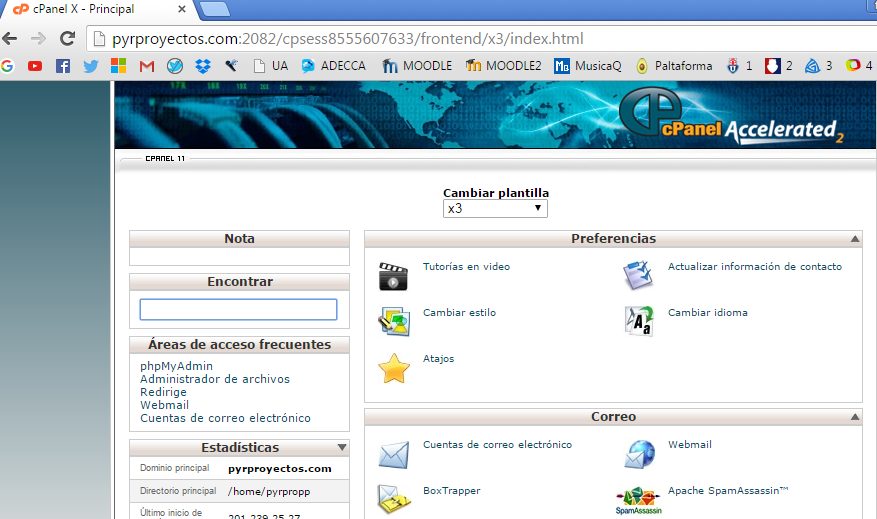 cPanel X - Principal
pyrproyectos.com:2082/cpsess8555607633/frontend/x3/index.html
UA ADECCA MOODLE MOODLE2 MusicaQ Paltaforma 1 2 3 4
cPanel Accelerated2
CPANEL 11
Cambiar plantilla
x3
Nota
Encontrar
Áreas de acceso frecuentes
phpMyAdmin
Administrador de archivos
Redirige
Webmail
Cuentas de correo electrónico
Estadísticas
Dominio principal pyrproyectos.com
Directorio principal /home/pyrpropp
Último inicio de 201.239.25.27
Preferencias
Tutorías en video
Actualizar información de contacto
Cambiar estilo
Cambiar idioma
Atajos
Correo
Cuentas de correo electrónico
Webmail
BoxTrapper
Apache SpamAssassin™